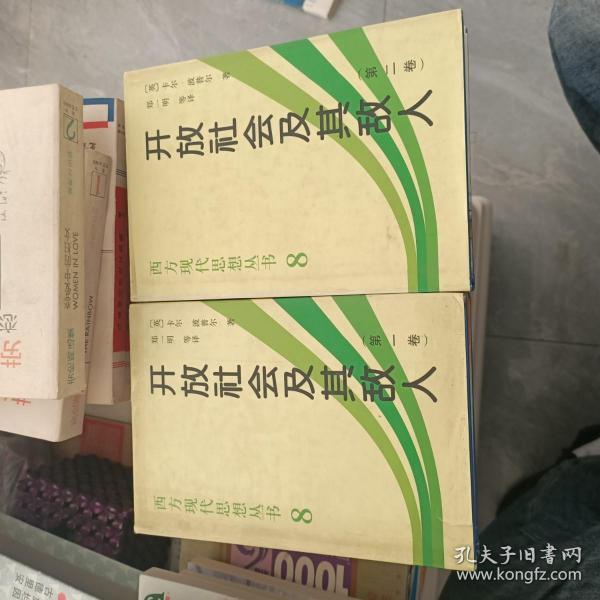 [英]卡尔 波普尔 著
郑一明 等译
开放社会及其敌人
(第二卷)
西方现代思想丛书 8
[英]卡尔 波普尔 著
郑一明 等译
开放社会及其敌人
(第一卷)
西方现代思想丛书 8
WOMEN IN LOVE
THE RAINBOW
1000
孔夫子旧书网
www.kongfz.com